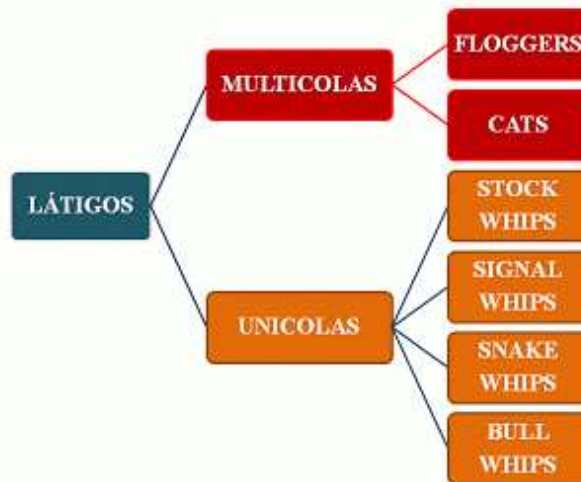 FLOGGERS
MULTICOLAS
CATS
LÁTIGOS
STOCK
WHIPS
SIGNAL
WHIPS
UNICOLAS
SNAKE
WHIPS
BULL
WHIPS